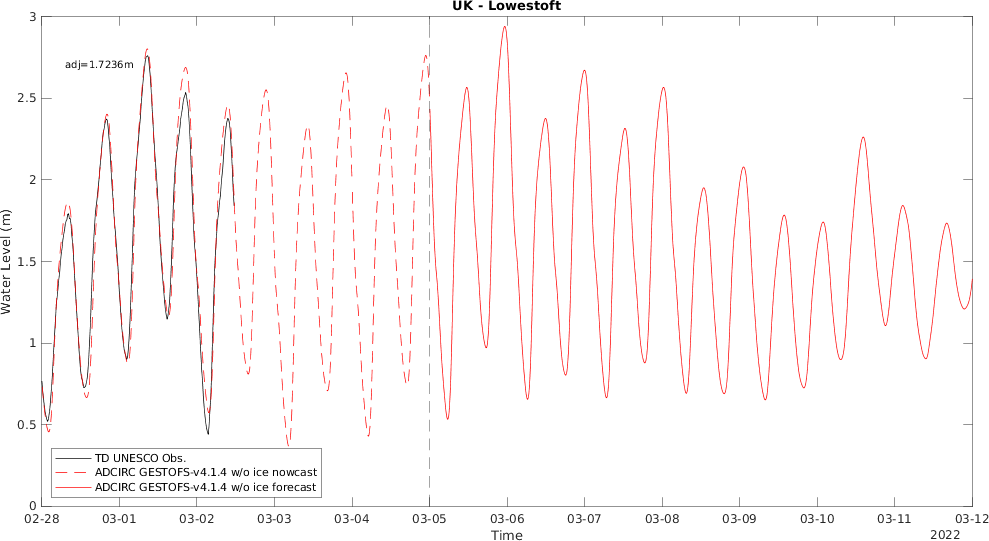 UK - Lowestoft
adj=1.7236m
Water Level (m)
3
2.5
2
1.5
1
0.5
0
TD UNESCO Obs.
ADCIRC GESTOFS-v4.1.4 w/o ice nowcast
ADCIRC GESTOFS-v4.1.4 w/o ice forecast
02-28 03-01 03-02 03-03 03-04 03-05 03-06 03-07 03-08 03-09 03-10 03-11 03-12
Time
2022